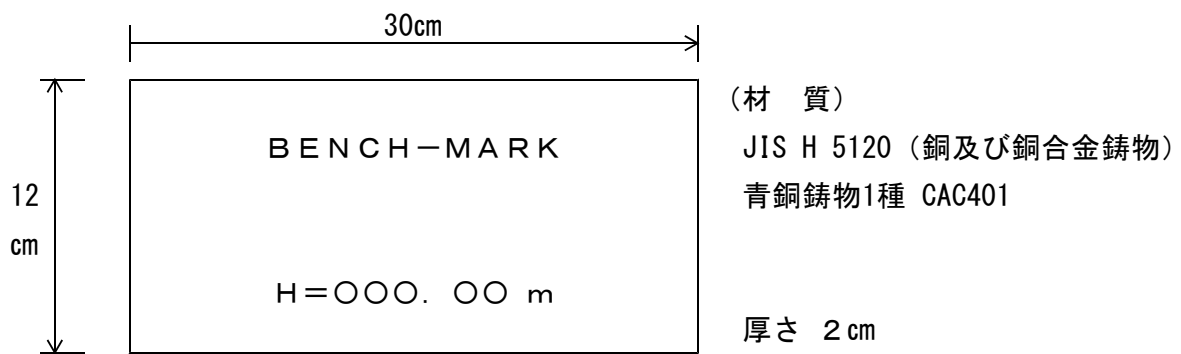 30cm
12
cm
BENCH－MARK
H＝○○○．○○ m
（材　質）
JIS H 5120（銅及び銅合金鋳物）
青銅鋳物1種 CAC401
厚さ ２㎝